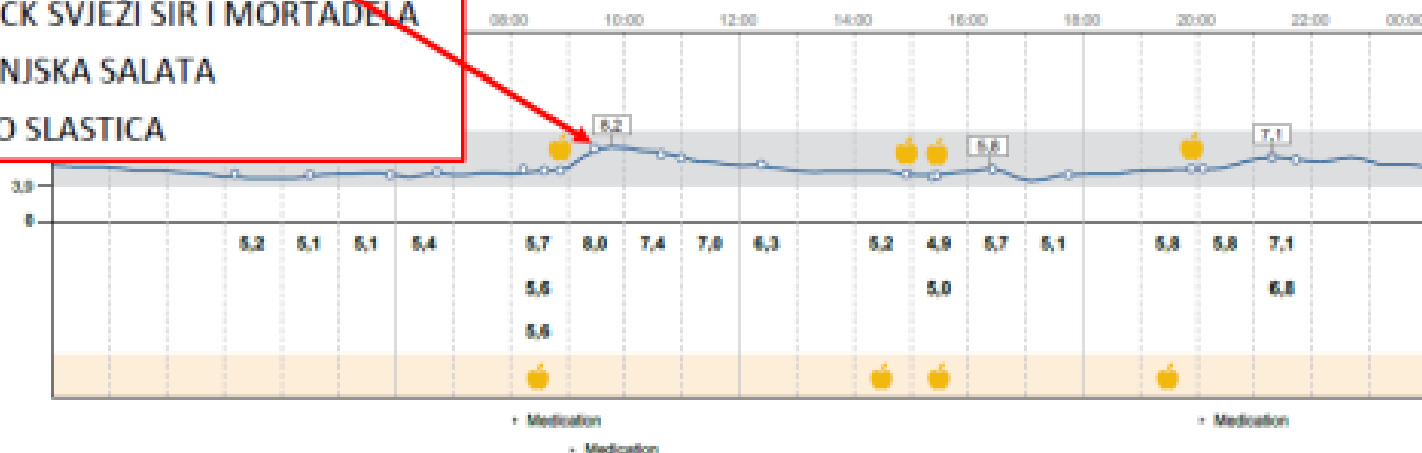 CK SVJEŽI SIR I MORTADELA
NJSKA SALATA
O SLASTICA
08:00 10:00 12:00 14:00 16:00 18:00 20:00 22:00 00:00
8,2 5,8 7,1
3,9
0
5,2 5,1 5,1 5,4 5,7 8,0 7,4 7,0 6,3 5,2 4,9 5,7 5,1 5,8 5,8 7,1
5,6 5,0 6,8
5,6
• Medication • Medication
• Medication